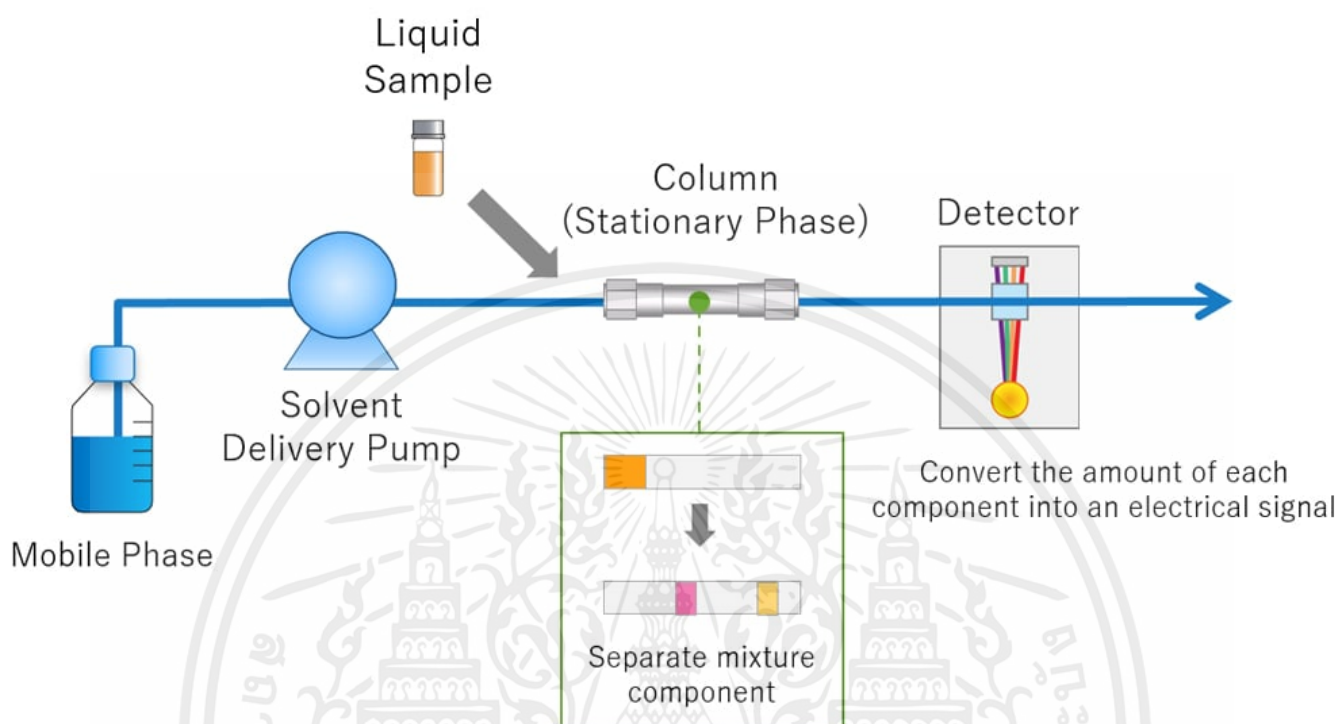 Liquid
Sample
Column
(Stationary Phase)
Detector
Solvent
Delivery Pump
Mobile Phase
Convert the amount of each
component into an electrical signal
Separate mixture
component